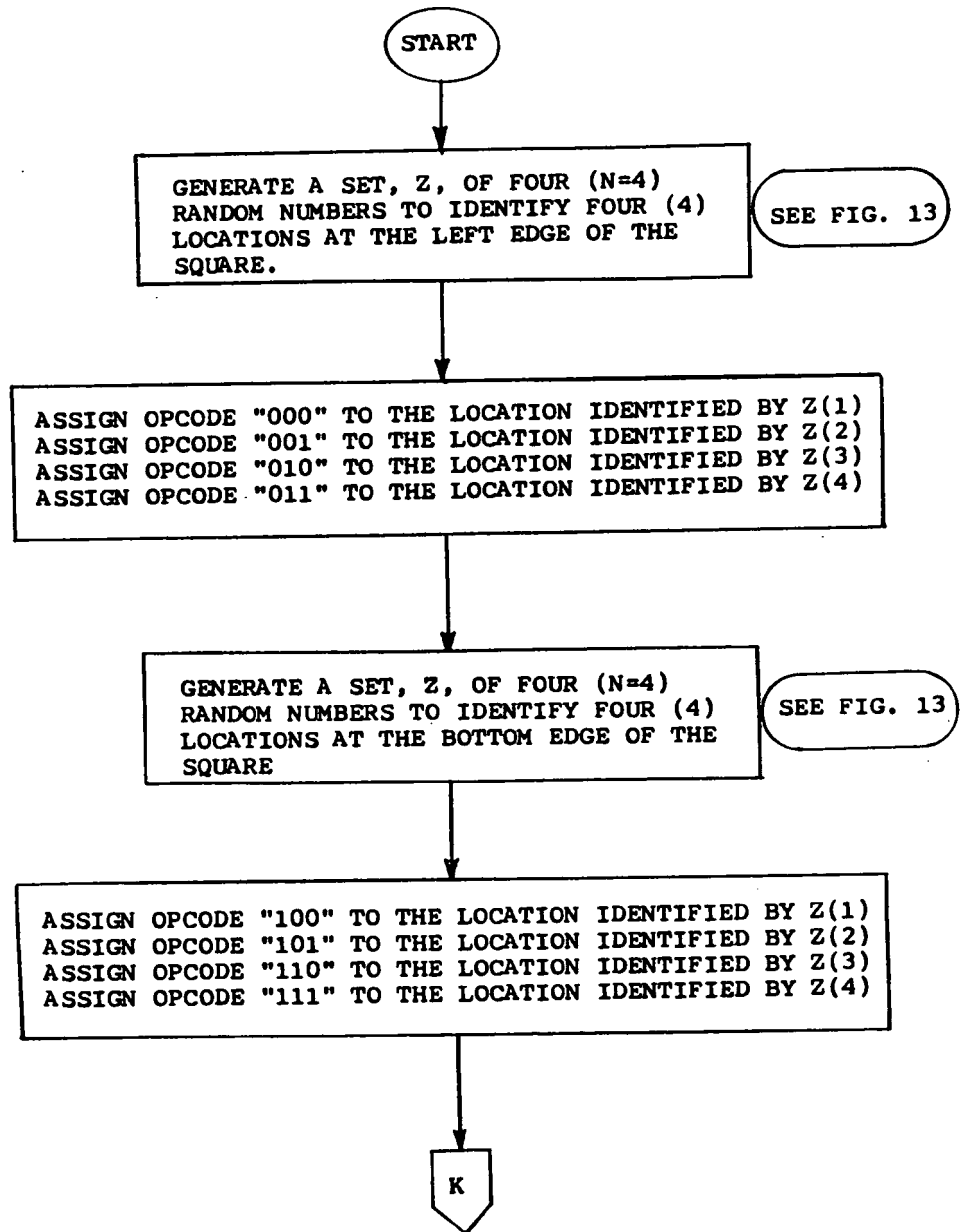 START
GENERATE A SET, Z, OF FOUR (N=4)
RANDOM NUMBERS TO IDENTIFY FOUR (4)
LOCATIONS AT THE LEFT EDGE OF THE
SQUARE.
SEE FIG. 13
ASSIGN OPCODE "000" TO THE LOCATION IDENTIFIED BY Z(1)
ASSIGN OPCODE "001" TO THE LOCATION IDENTIFIED BY Z(2)
ASSIGN OPCODE "010" TO THE LOCATION IDENTIFIED BY Z(3)
ASSIGN OPCODE "011" TO THE LOCATION IDENTIFIED BY Z(4)
GENERATE A SET, Z, OF FOUR (N=4)
RANDOM NUMBERS TO IDENTIFY FOUR (4)
LOCATIONS AT THE BOTTOM EDGE OF THE
SQUARE
SEE FIG. 13
ASSIGN OPCODE "100" TO THE LOCATION IDENTIFIED BY Z(1)
ASSIGN OPCODE "101" TO THE LOCATION IDENTIFIED BY Z(2)
ASSIGN OPCODE "110" TO THE LOCATION IDENTIFIED BY Z(3)
ASSIGN OPCODE "111" TO THE LOCATION IDENTIFIED BY Z(4)
K